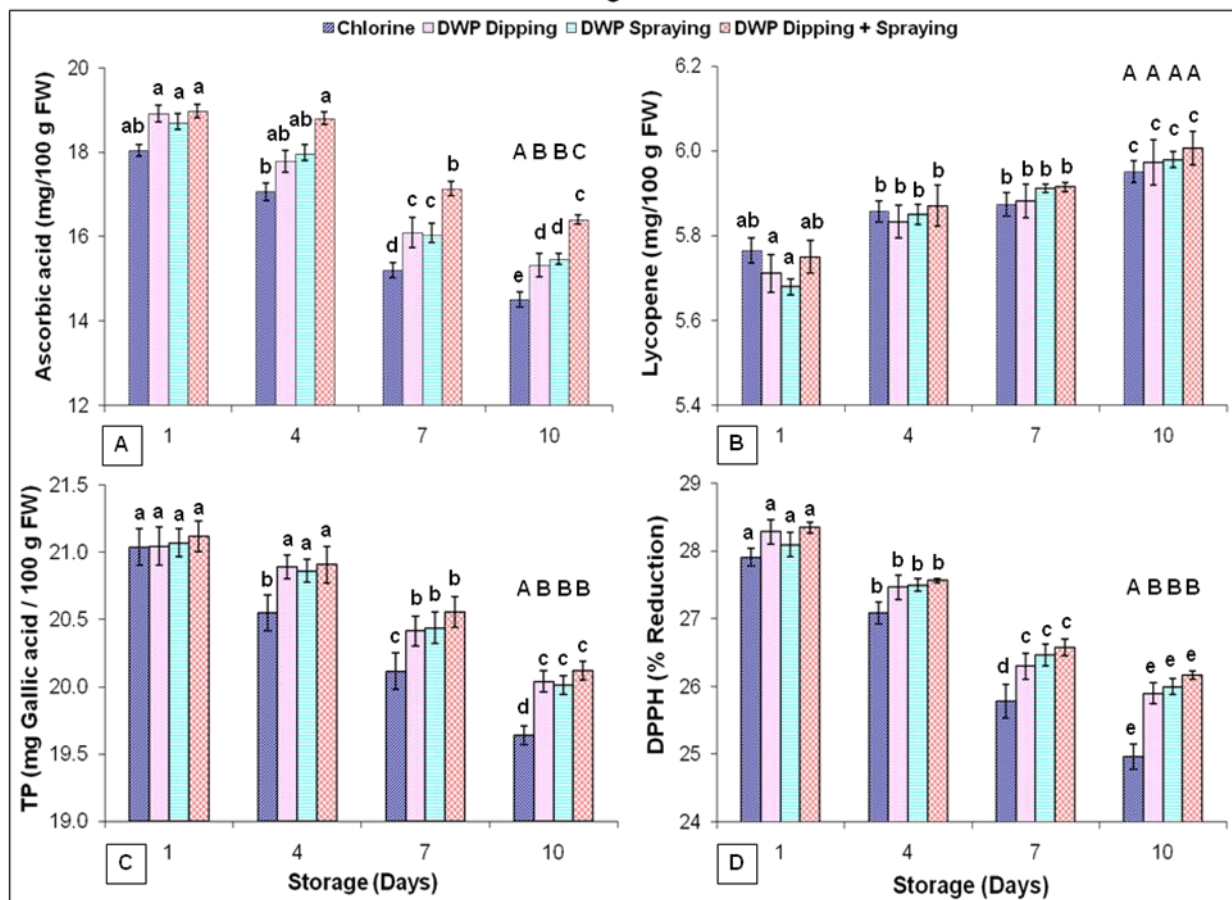 Chlorine DWP Dipping DWP Spraying DWP Dipping + Spraying
Ascorbic acid (mg/100 g FW)
20
18
16
14
12
ab a a a
b ab ab a
d c c b
e d d c
A B B C
1 4 7 10
A
Lycopene (mg/100 g FW)
6.2
6.0
5.8
5.6
5.4
ab a a ab
b b b b
b b b b
c c c c
A A A A
1 4 7 10
B
TP (mg Gallic acid / 100 g FW)
21.5
21.0
20.5
20.0
19.5
19.0
a a a a
b a a a
c b b b
d c c c
A B B B
1 4 7 10
C
Storage (Days)
DPPH (% Reduction)
29
28
27
26
25
24
a a a a
b b b b
d c c c
e e e e
A B B B
1 4 7 10
D
Storage (Days)